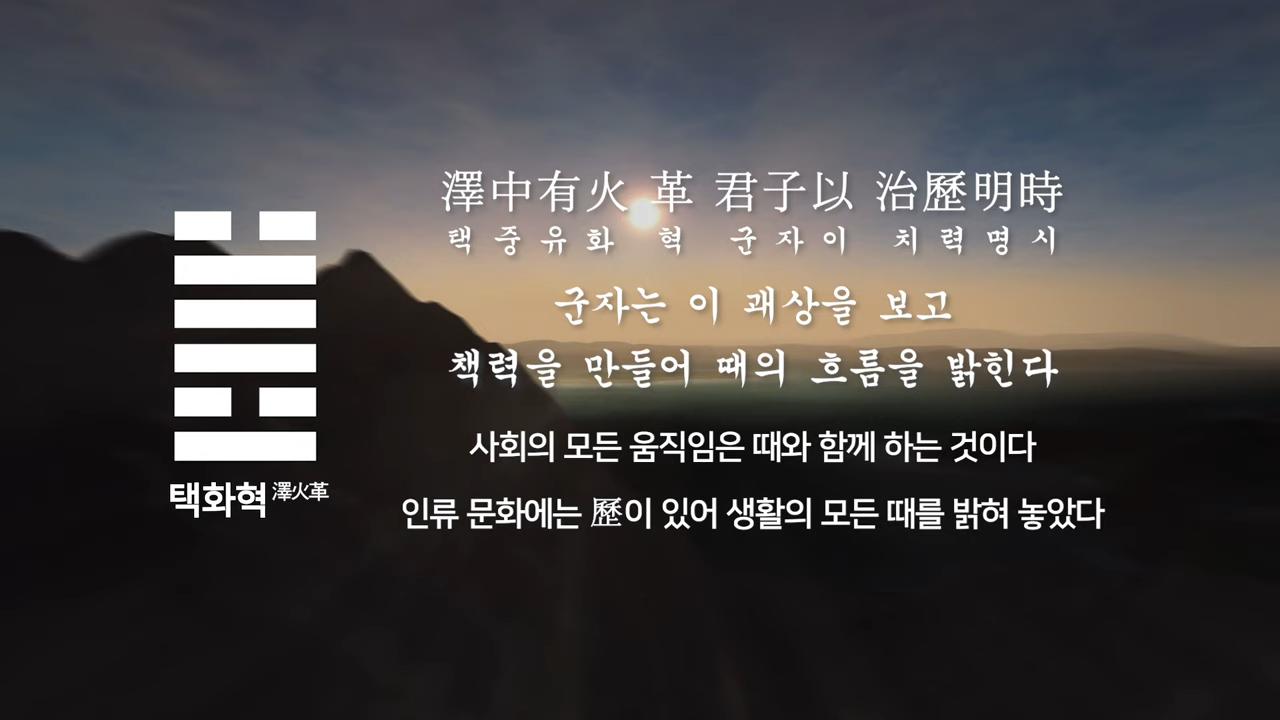 澤中有火 革 君子以 治歷明時
택중유화 혁 군자이 치력명시
군자는 이 괘상을 보고
책력을 만들어 때의 흐름을 밝힌다
사회의 모든 움직임은 때와 함께 하는 것이다
택화혁 澤火革
인류 문화에는 歷이 있어 생활의 모든 때를 밝혀 놓았다